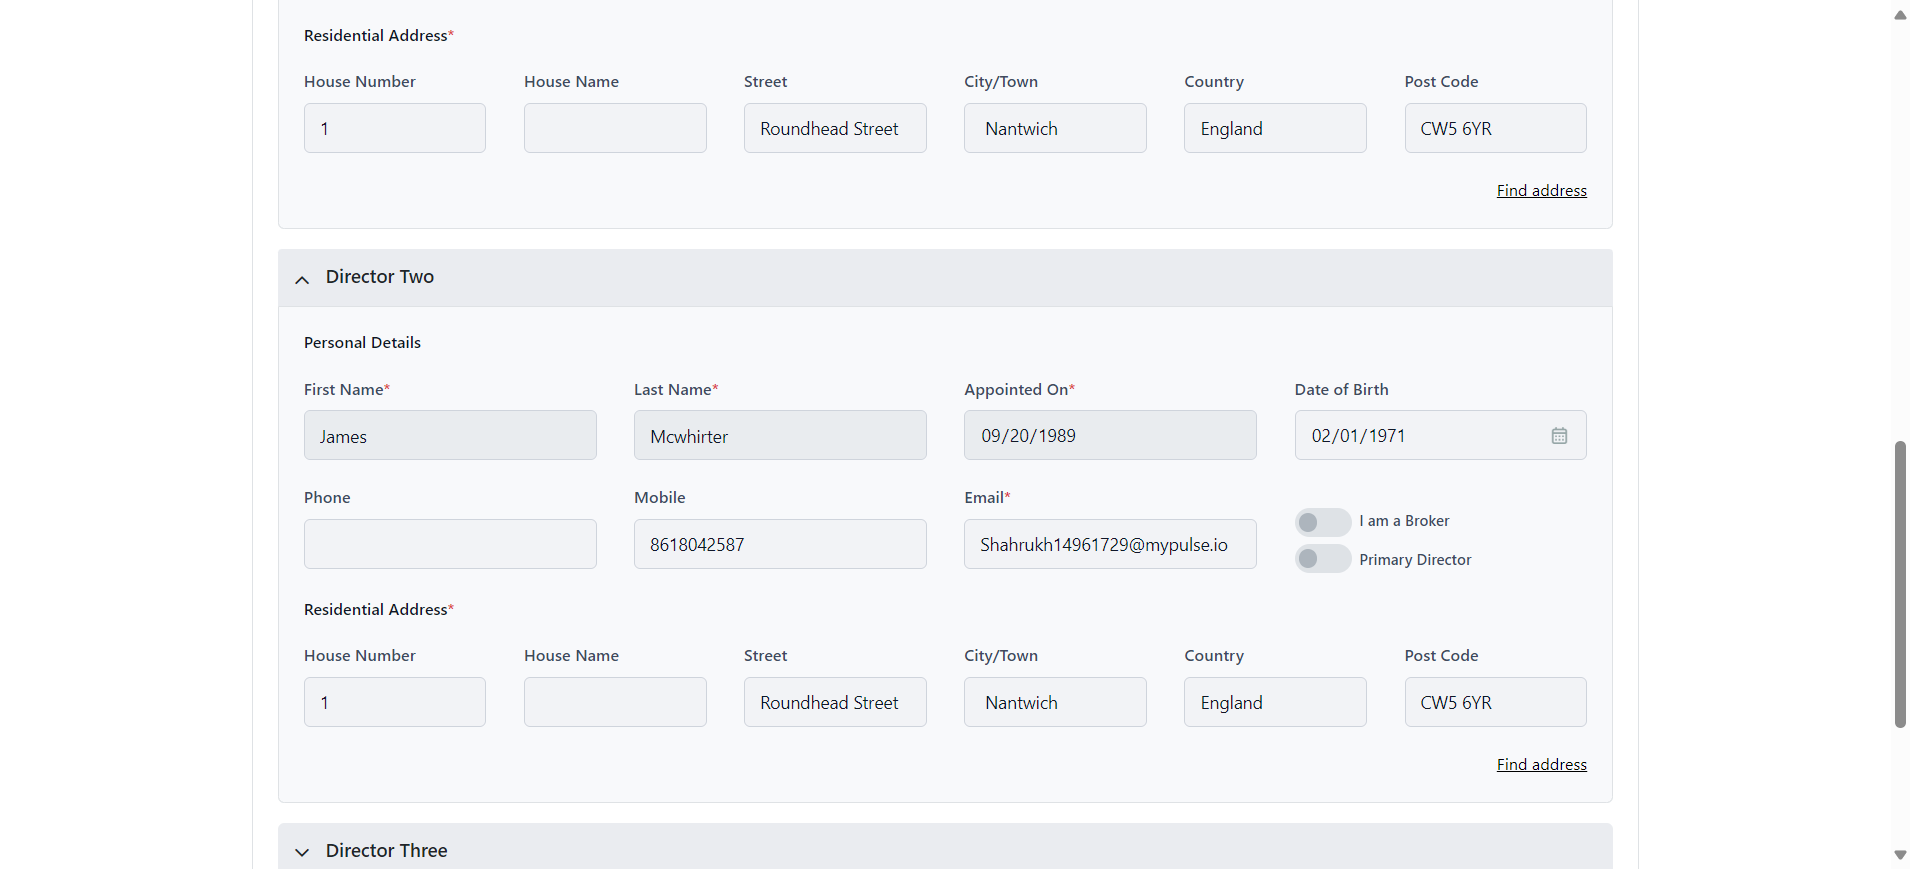 Residential Address*
House Number House Name Street City/Town Country Post Code
1 Roundhead Street Nantwich England CW5 6YR
Find address
Director Two
Personal Details
First Name* Last Name* Appointed On* Date of Birth
James Mcwhirter 09/20/1989 02/01/1971
Phone Mobile Email*
I am a Broker
8618042587 Shahrukh14961729@mypulse.io
Primary Director
Residential Address*
House Number House Name Street City/Town Country Post Code
1 Roundhead Street Nantwich England CW5 6YR
Find address
Director Three